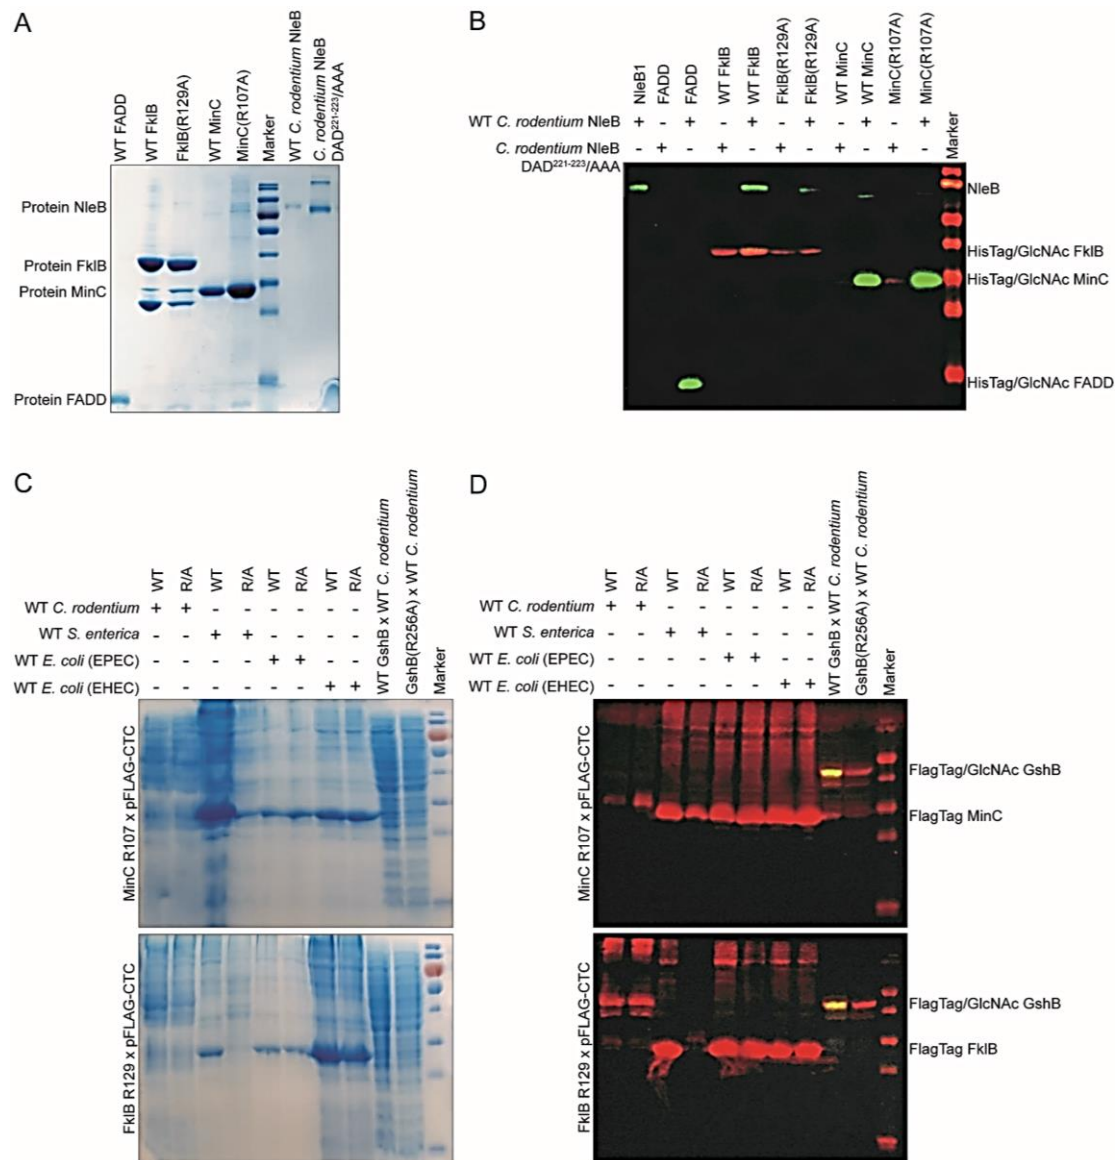 A
WT FADD
WT FklB
FklB(R129A)
WT MinC
MinC(R107A)
Marker
WT C. rodentium NleB
C. rodentium NleB
DAD221-223/AAA
Protein NleB
Protein FklB
Protein MinC
Protein FADD
B
NleB1
FADD
FADD
WT FklB
WT FklB
FklB(R129A)
FklB(R129A)
WT MinC
WT MinC
MinC(R107A)
MinC(R107A)
Marker
WT C. rodentium NleB + - + - + - + - + - +
C. rodentium NleB - + - + - + - + - + -
DAD221-223/AAA
NleB
HisTag/GlcNAc FklB
HisTag/GlcNAc MinC
HisTag/GlcNAc FADD
C
WT
R/A
WT
R/A
WT
R/A
WT
R/A
WT GshB x WT C. rodentium
GshB(R256A) x WT C. rodentium
Marker
WT C. rodentium + + - - - - - -
WT S. enterica - - + + - - - -
WT E. coli (EPEC) - - - - + + - -
WT E. coli (EHEC) - - - - - - + +
MinC R107 x pFLAG-CTC
FklB R129 x pFLAG-CTC
D
WT
R/A
WT
R/A
WT
R/A
WT
R/A
WT GshB x WT C. rodentium
GshB(R256A) x WT C. rodentium
Marker
WT C. rodentium + + - - - - - -
WT S. enterica - - + + - - - -
WT E. coli (EPEC) - - - - + + - -
WT E. coli (EHEC) - - - - - - + +
MinC R107 x pFLAG-CTC
FlagTag/GlcNAc GshB
FlagTag MinC
FklB R129 x pFLAG-CTC
FlagTag/GlcNAc GshB
FlagTag FklB